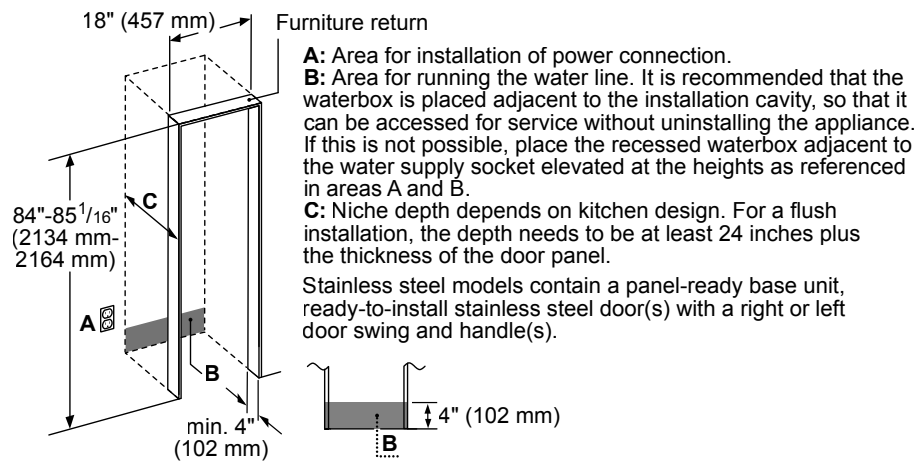 18" (457 mm)
Furniture return
A: Area for installation of power connection.
B: Area for running the water line. It is recommended that the
waterbox is placed adjacent to the installation cavity, so that it
can be accessed for service without uninstalling the appliance.
If this is not possible, place the recessed waterbox adjacent to
the water supply socket elevated at the heights as referenced
in areas A and B.
C: Niche depth depends on kitchen design. For a flush
installation, the depth needs to be at least 24 inches plus
the thickness of the door panel.
Stainless steel models contain a panel-ready base unit,
ready-to-install stainless steel door(s) with a right or left
door swing and handle(s).
C
84"-85 1/16"
(2134 mm-
2164 mm)
A
B
min. 4"
(102 mm)
4" (102 mm)
B